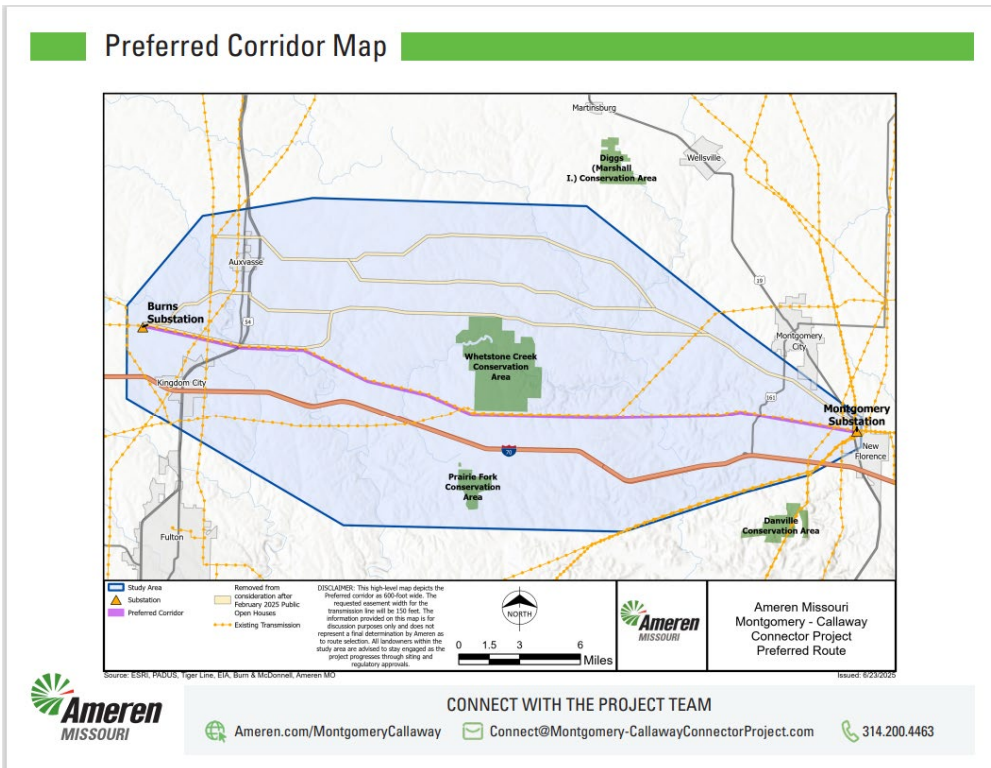 Preferred Corridor Map
Martinsburg
Wellsville
Diggs
(Marshall
I.) Conservation Area
19
Auxvasse
54
Burns
Substation
Montgomery
City
Whetstone Creek
Conservation
Area
Kingdom City
161
Montgomery
Substation
70
New
Florence
Prairie Fork
Conservation
Area
Danville
Conservation Area
Fulton
Study Area
Substation
Preferred Corridor
Removed from
consideration after
February 2025 Public
Open Houses
Existing Transmission
DISCLAIMER: This high-level map depicts the
Preferred corridor as 600-foot wide. The
requested easement width for the
transmission line will be 150 feet. The
information provided on this map is for
discussion purposes only and does not
represent a final determination by Ameren as
to route selection. All landowners within the
study area are advised to stay engaged as the
project progresses through siting and
regulatory approvals.
NORTH
0 1.5 3 6
Miles
Ameren
MISSOURI
Ameren Missouri
Montgomery - Callaway
Connector Project
Preferred Route
Source: ESRI, PADUS, Tiger Line, EIA, Burn & McDonnell, Ameren MO
Issued: 6/23/2025
Ameren
MISSOURI
CONNECT WITH THE PROJECT TEAM
Ameren.com/MontgomeryCallaway
Connect@Montgomery-CallawayConnectorProject.com
314.200.4463